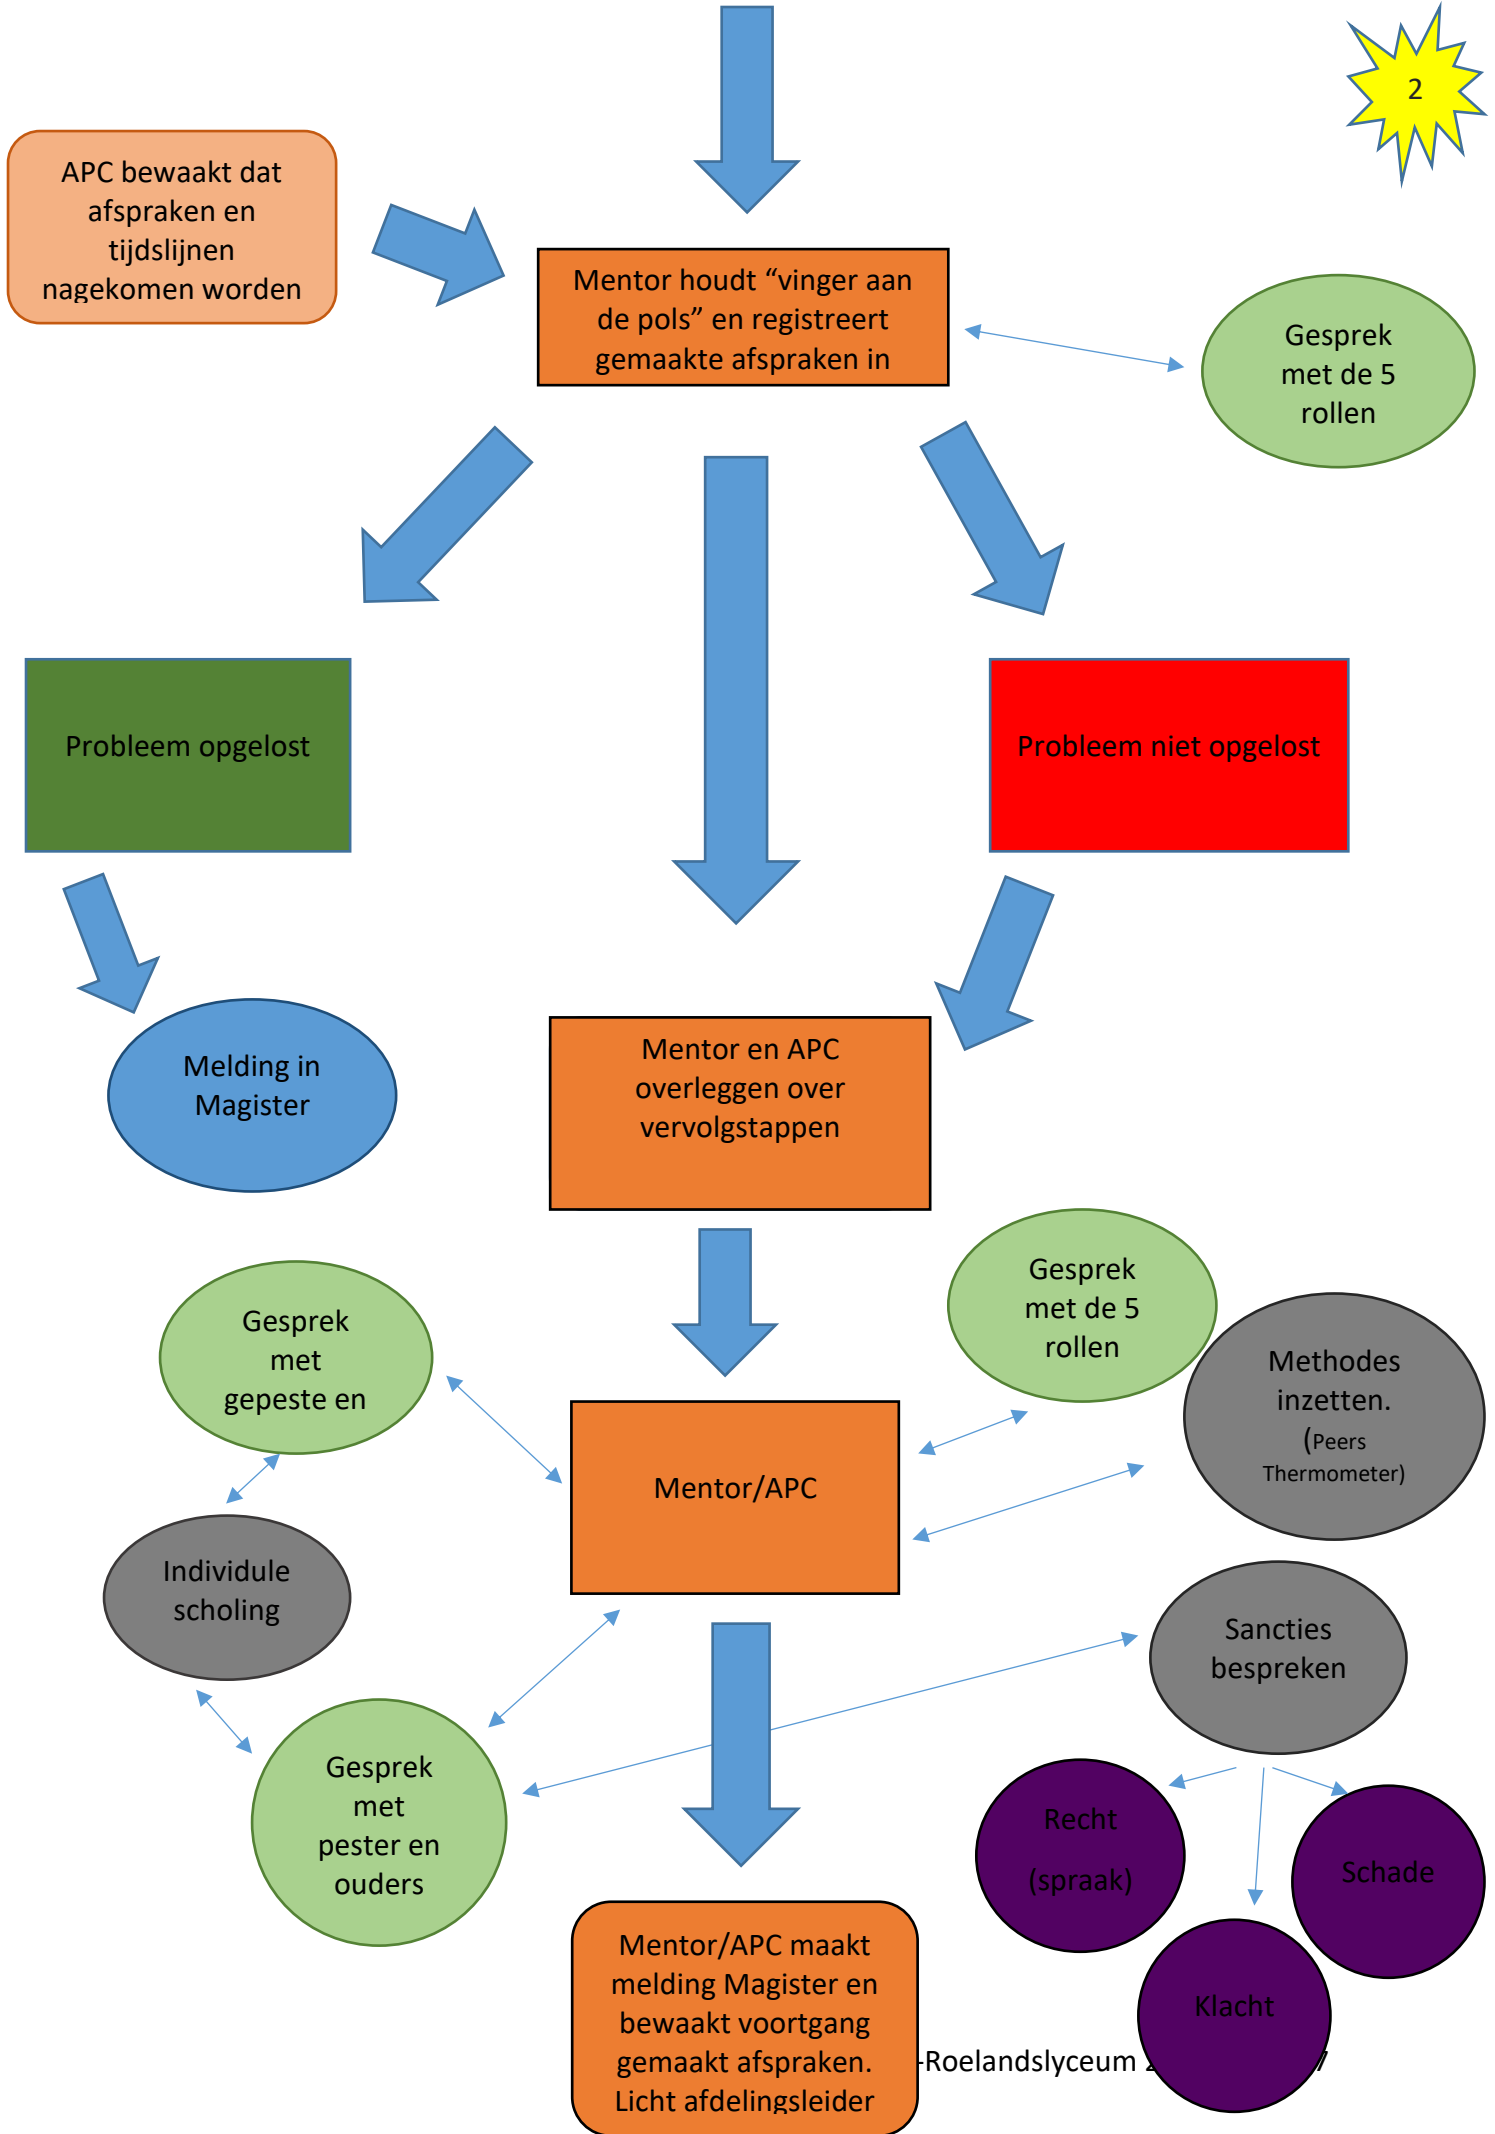 2
APC bewaakt dat
afspraken en
tijdslijnen
nagekomen worden
Mentor houdt “vinger aan
de pols” en registreert
gemaakte afspraken in
Gesprek
met de 5
rollen
Probleem opgelost
Probleem niet opgelost
Melding in
Magister
Mentor en APC
overleggen over
vervolgstappen
Gesprek
met
gepeste en
Gesprek
met de 5
rollen
Methodes
inzetten.
(Peers
Thermometer)
Mentor/APC
Individule
scholing
Sancties
bespreken
Gesprek
met
pester en
ouders
Recht
(spraak)
Schade
Klacht
Mentor/APC maakt
melding Magister en
bewaakt voortgang
gemaakt afspraken.
Licht afdelingsleider
-Roelandslyceum